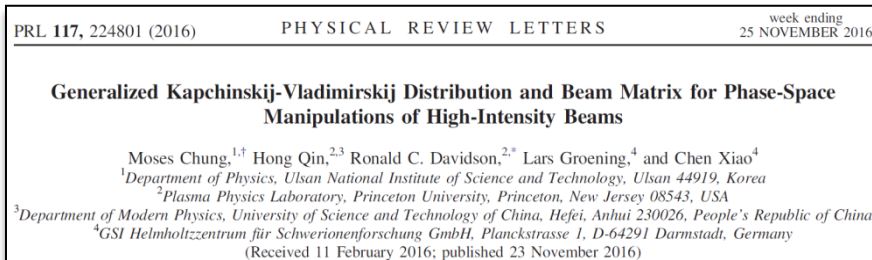 PRL 117, 224801 (2016) PHYSICAL REVIEW LETTERS week ending 25 NOVEMBER 2016
Generalized Kapchinskij-Vladimirskij Distribution and Beam Matrix for Phase-Space
Manipulations of High-Intensity Beams
Moses Chung,1,† Hong Qin,2,3 Ronald C. Davidson,2,* Lars Groening,4 and Chen Xiao4
1Department of Physics, Ulsan National Institute of Science and Technology, Ulsan 44919, Korea
2Plasma Physics Laboratory, Princeton University, Princeton, New Jersey 08543, USA
3Department of Modern Physics, University of Science and Technology of China, Hefei, Anhui 230026, People's Republic of China
4GSI Helmholtzzentrum für Schwerionenforschung GmbH, Planckstrasse 1, D-64291 Darmstadt, Germany
(Received 11 February 2016; published 23 November 2016)